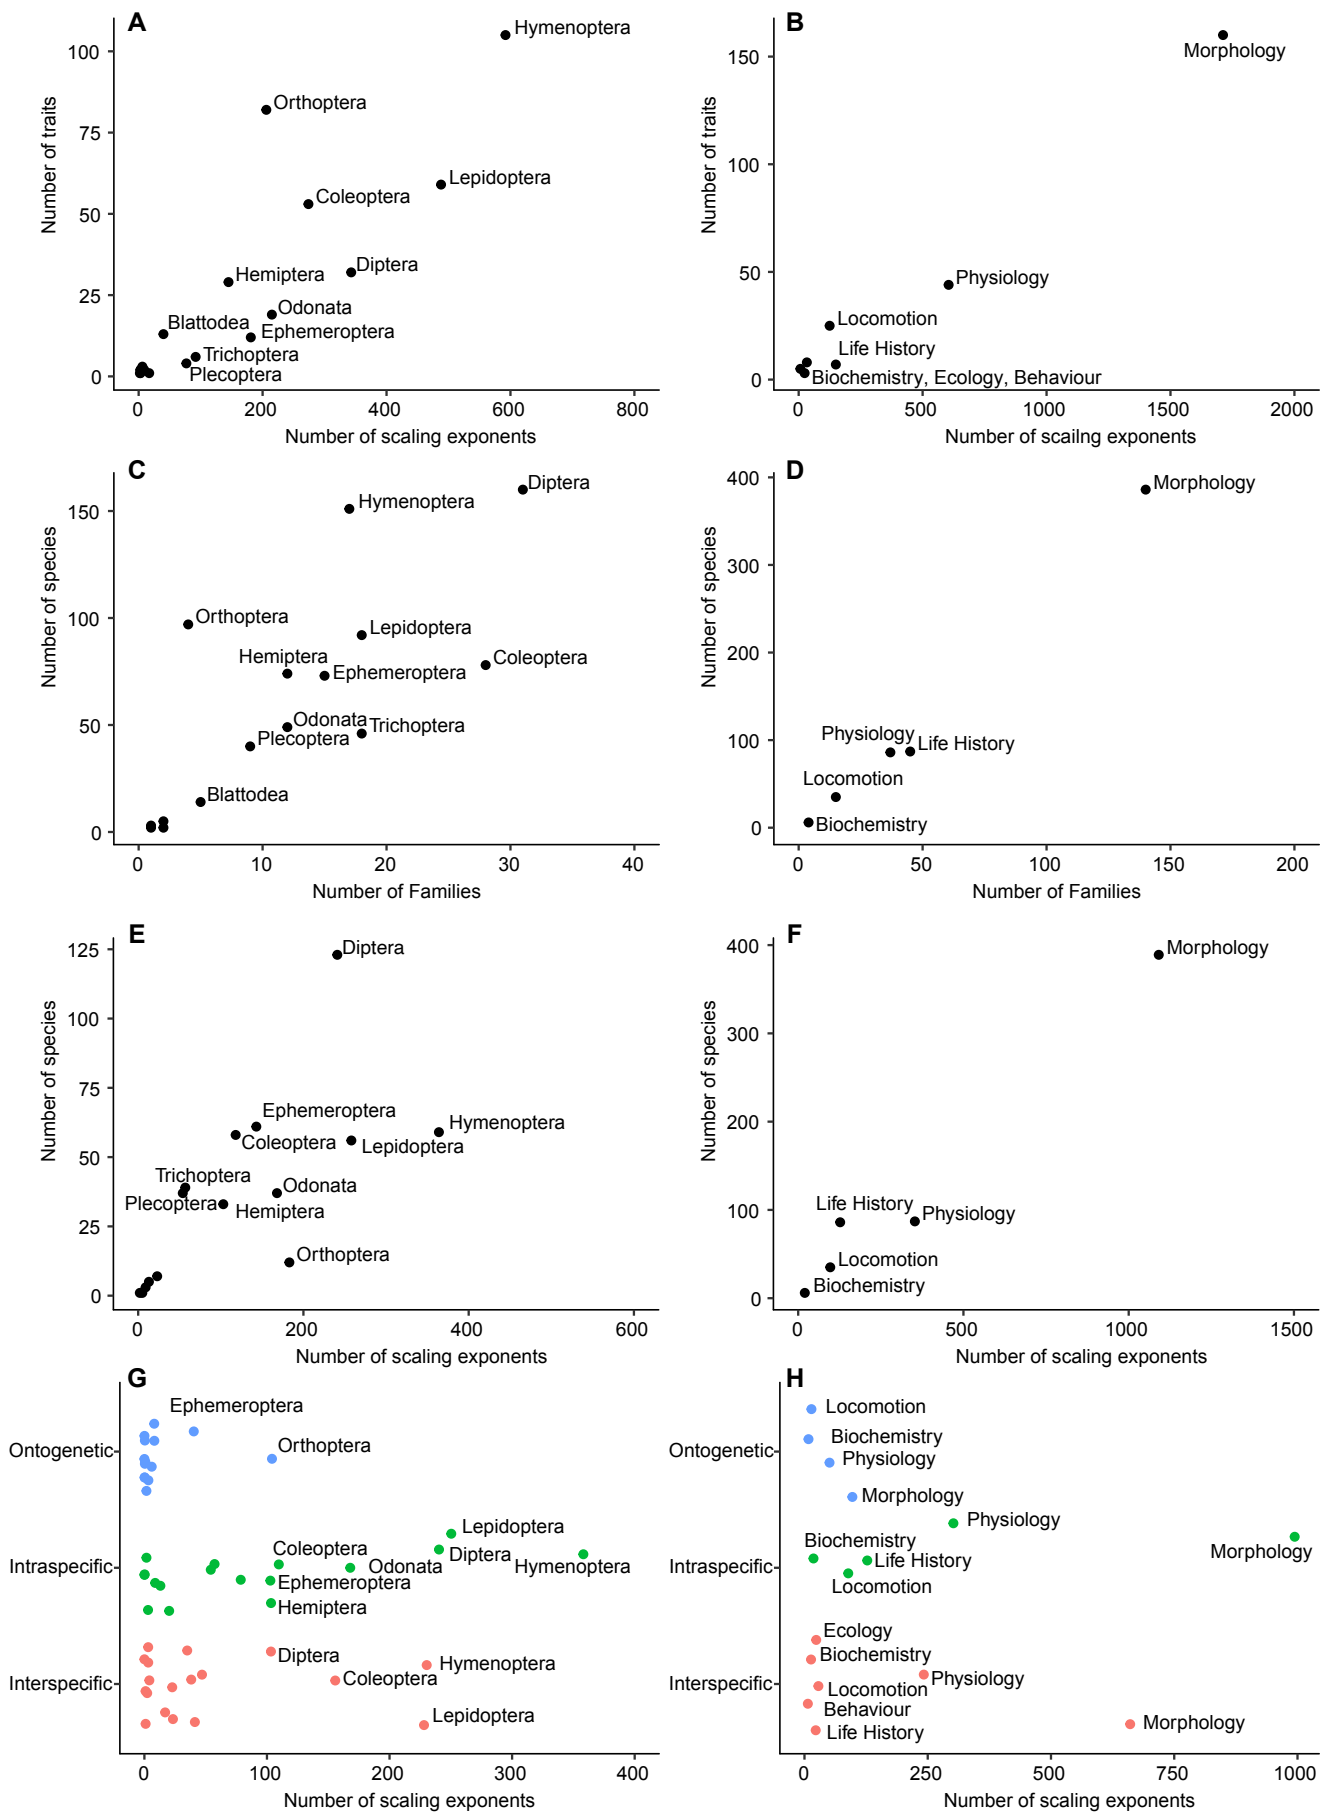 A
Number of traits
100
75
50
25
0
Hymenoptera
Orthoptera
Lepidoptera
Coleoptera
Diptera
Hemiptera
Odonata
Blattodea
Ephemeroptera
Trichoptera
Plecoptera
0 200 400 600 800
Number of scaling exponents
B
Number of traits
150
100
50
0
Morphology
Physiology
Locomotion
Life History
Biochemistry, Ecology, Behaviour
0 500 1000 1500 2000
Number of scailng exponents
C
Number of species
150
100
50
0
Diptera
Hymenoptera
Orthoptera
Lepidoptera
Hemiptera
Coleoptera
Ephemeroptera
Odonata
Trichoptera
Plecoptera
Blattodea
0 10 20 30 40
Number of Families
D
Number of species
400
300
200
100
0
Morphology
Physiology
Life History
Locomotion
Biochemistry
0 50 100 150 200
Number of Families
E
Number of species
125
100
75
50
25
0
Diptera
Ephemeroptera
Hymenoptera
Coleoptera
Lepidoptera
Trichoptera
Odonata
Plecoptera
Hemiptera
Orthoptera
0 200 400 600
Number of scaling exponents
F
Number of species
400
300
200
100
0
Morphology
Life History
Physiology
Locomotion
Biochemistry
0 500 1000 1500
Number of scaling exponents
G
Ontogenetic
Intraspecific
Interspecific
Ephemeroptera
Orthoptera
Lepidoptera
Coleoptera
Diptera
Odonata
Hymenoptera
Ephemeroptera
Hemiptera
Diptera
Hymenoptera
Coleoptera
Lepidoptera
0 100 200 300 400
Number of scaling exponents
H
Ontogenetic
Intraspecific
Interspecific
Locomotion
Biochemistry
Physiology
Morphology
Physiology
Biochemistry
Morphology
Life History
Locomotion
Ecology
Biochemistry
Physiology
Locomotion
Behaviour
Morphology
Life History
0 250 500 750 1000
Number of scaling exponents